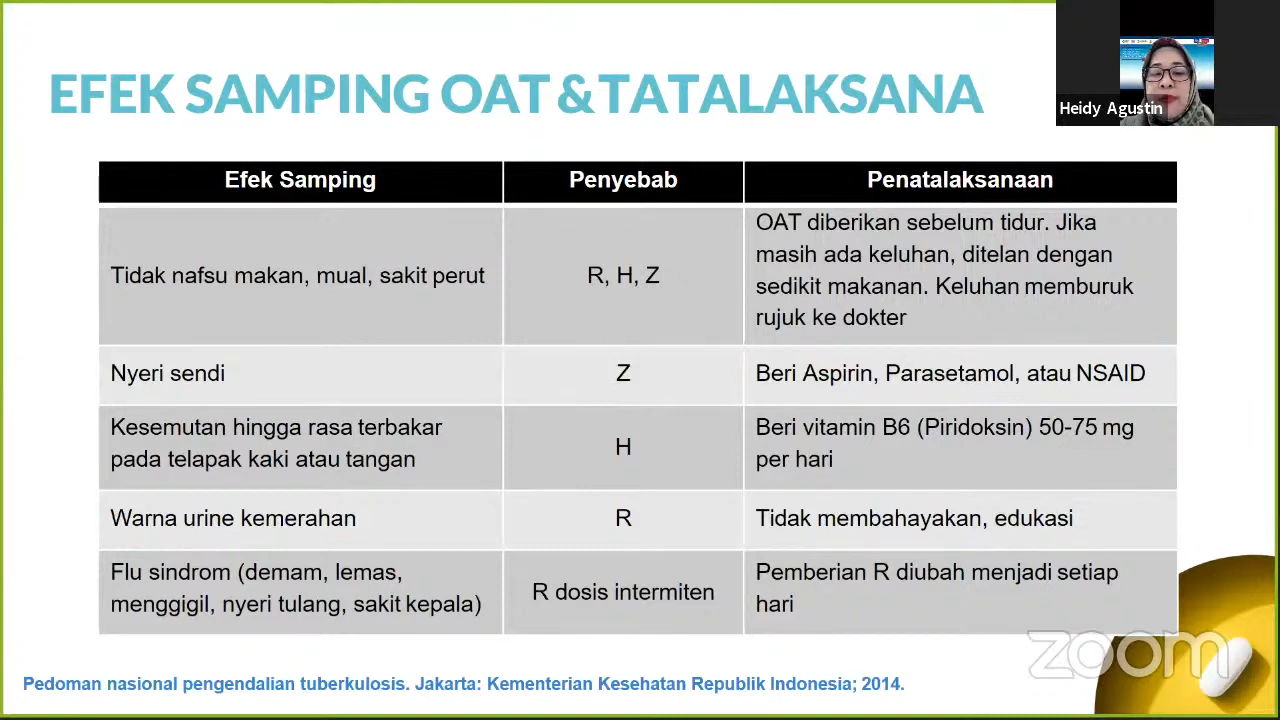 EFEK SAMPING OAT & TATALAKSANA
Heidy Agustin
Efek Samping
Penyebab
Penatalaksanaan
Tidak nafsu makan, mual, sakit perut
R, H, Z
OAT diberikan sebelum tidur. Jika
masih ada keluhan, ditelan dengan
sedikit makanan. Keluhan memburuk
rujuk ke dokter
Nyeri sendi
Z
Beri Aspirin, Parasetamol, atau NSAID
Kesemutan hingga rasa terbakar
pada telapak kaki atau tangan
H
Beri vitamin B6 (Piridoksin) 50-75 mg
per hari
Warna urine kemerahan
R
Tidak membahayakan, edukasi
Flu sindrom (demam, lemas,
menggigil, nyeri tulang, sakit kepala)
R dosis intermiten
Pemberian R diubah menjadi setiap
hari
zoom
Pedoman nasional pengendalian tuberkulosis. Jakarta: Kementerian Kesehatan Republik Indonesia; 2014.